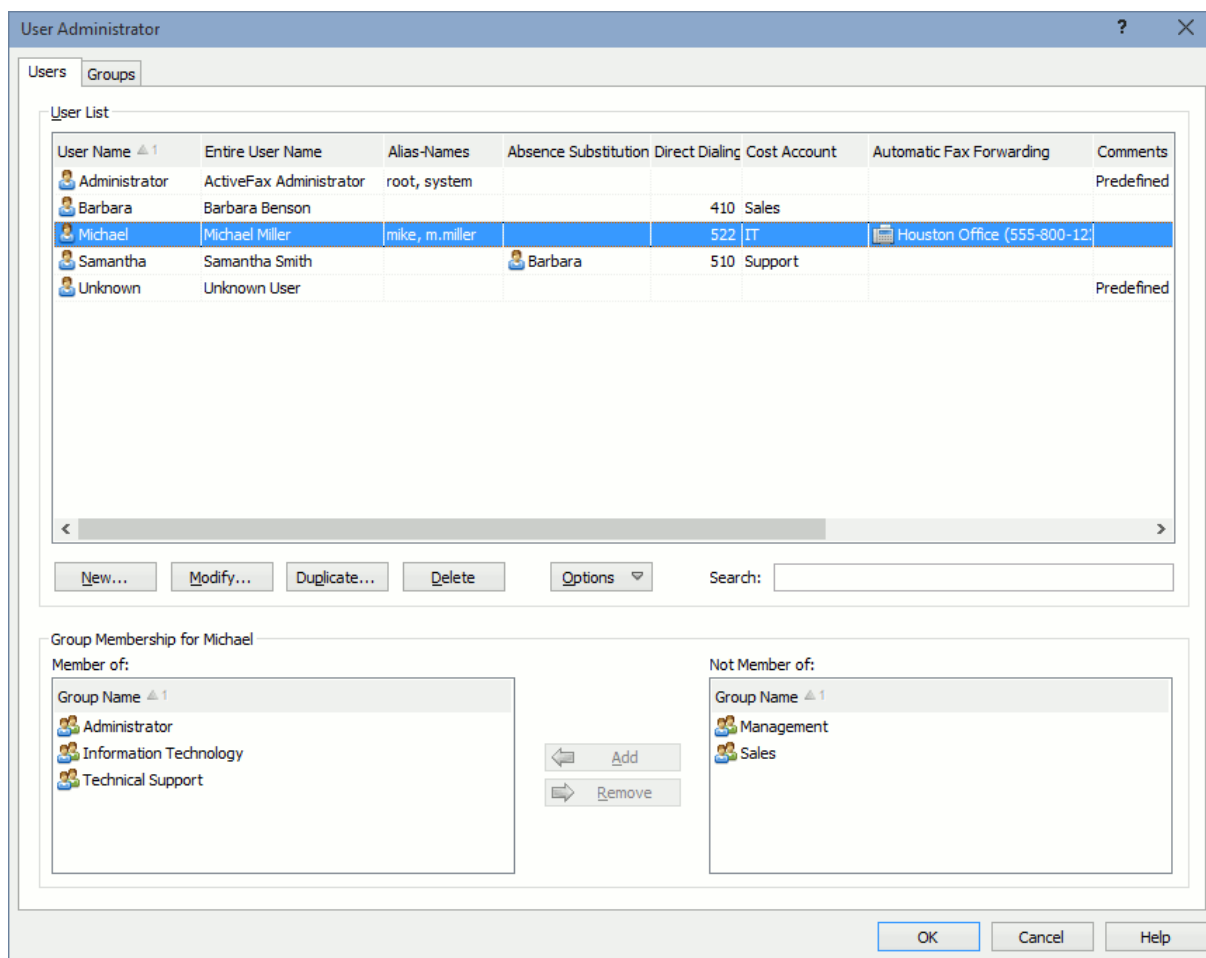 User Administrator ?
Users Groups
User List
User Name 1 Entire User Name Alias-Names Absence Substitution Direct Dialing Cost Account Automatic Fax Forwarding Comments
Administrator ActiveFax Administrator root, system Predefined
Barbara Barbara Benson 410 Sales
Michael Michael Miller mike, m.miller 522 IT Houston Office (555-800-12
Samantha Samantha Smith Barbara 510 Support
Unknown Unknown User Predefined
New... Modify... Duplicate... Delete Options Search:
Group Membership for Michael
Member of: Not Member of:
Group Name 1 Group Name 1
Administrator Management
Information Technology Add Sales
Technical Support Remove
OK Cancel Help